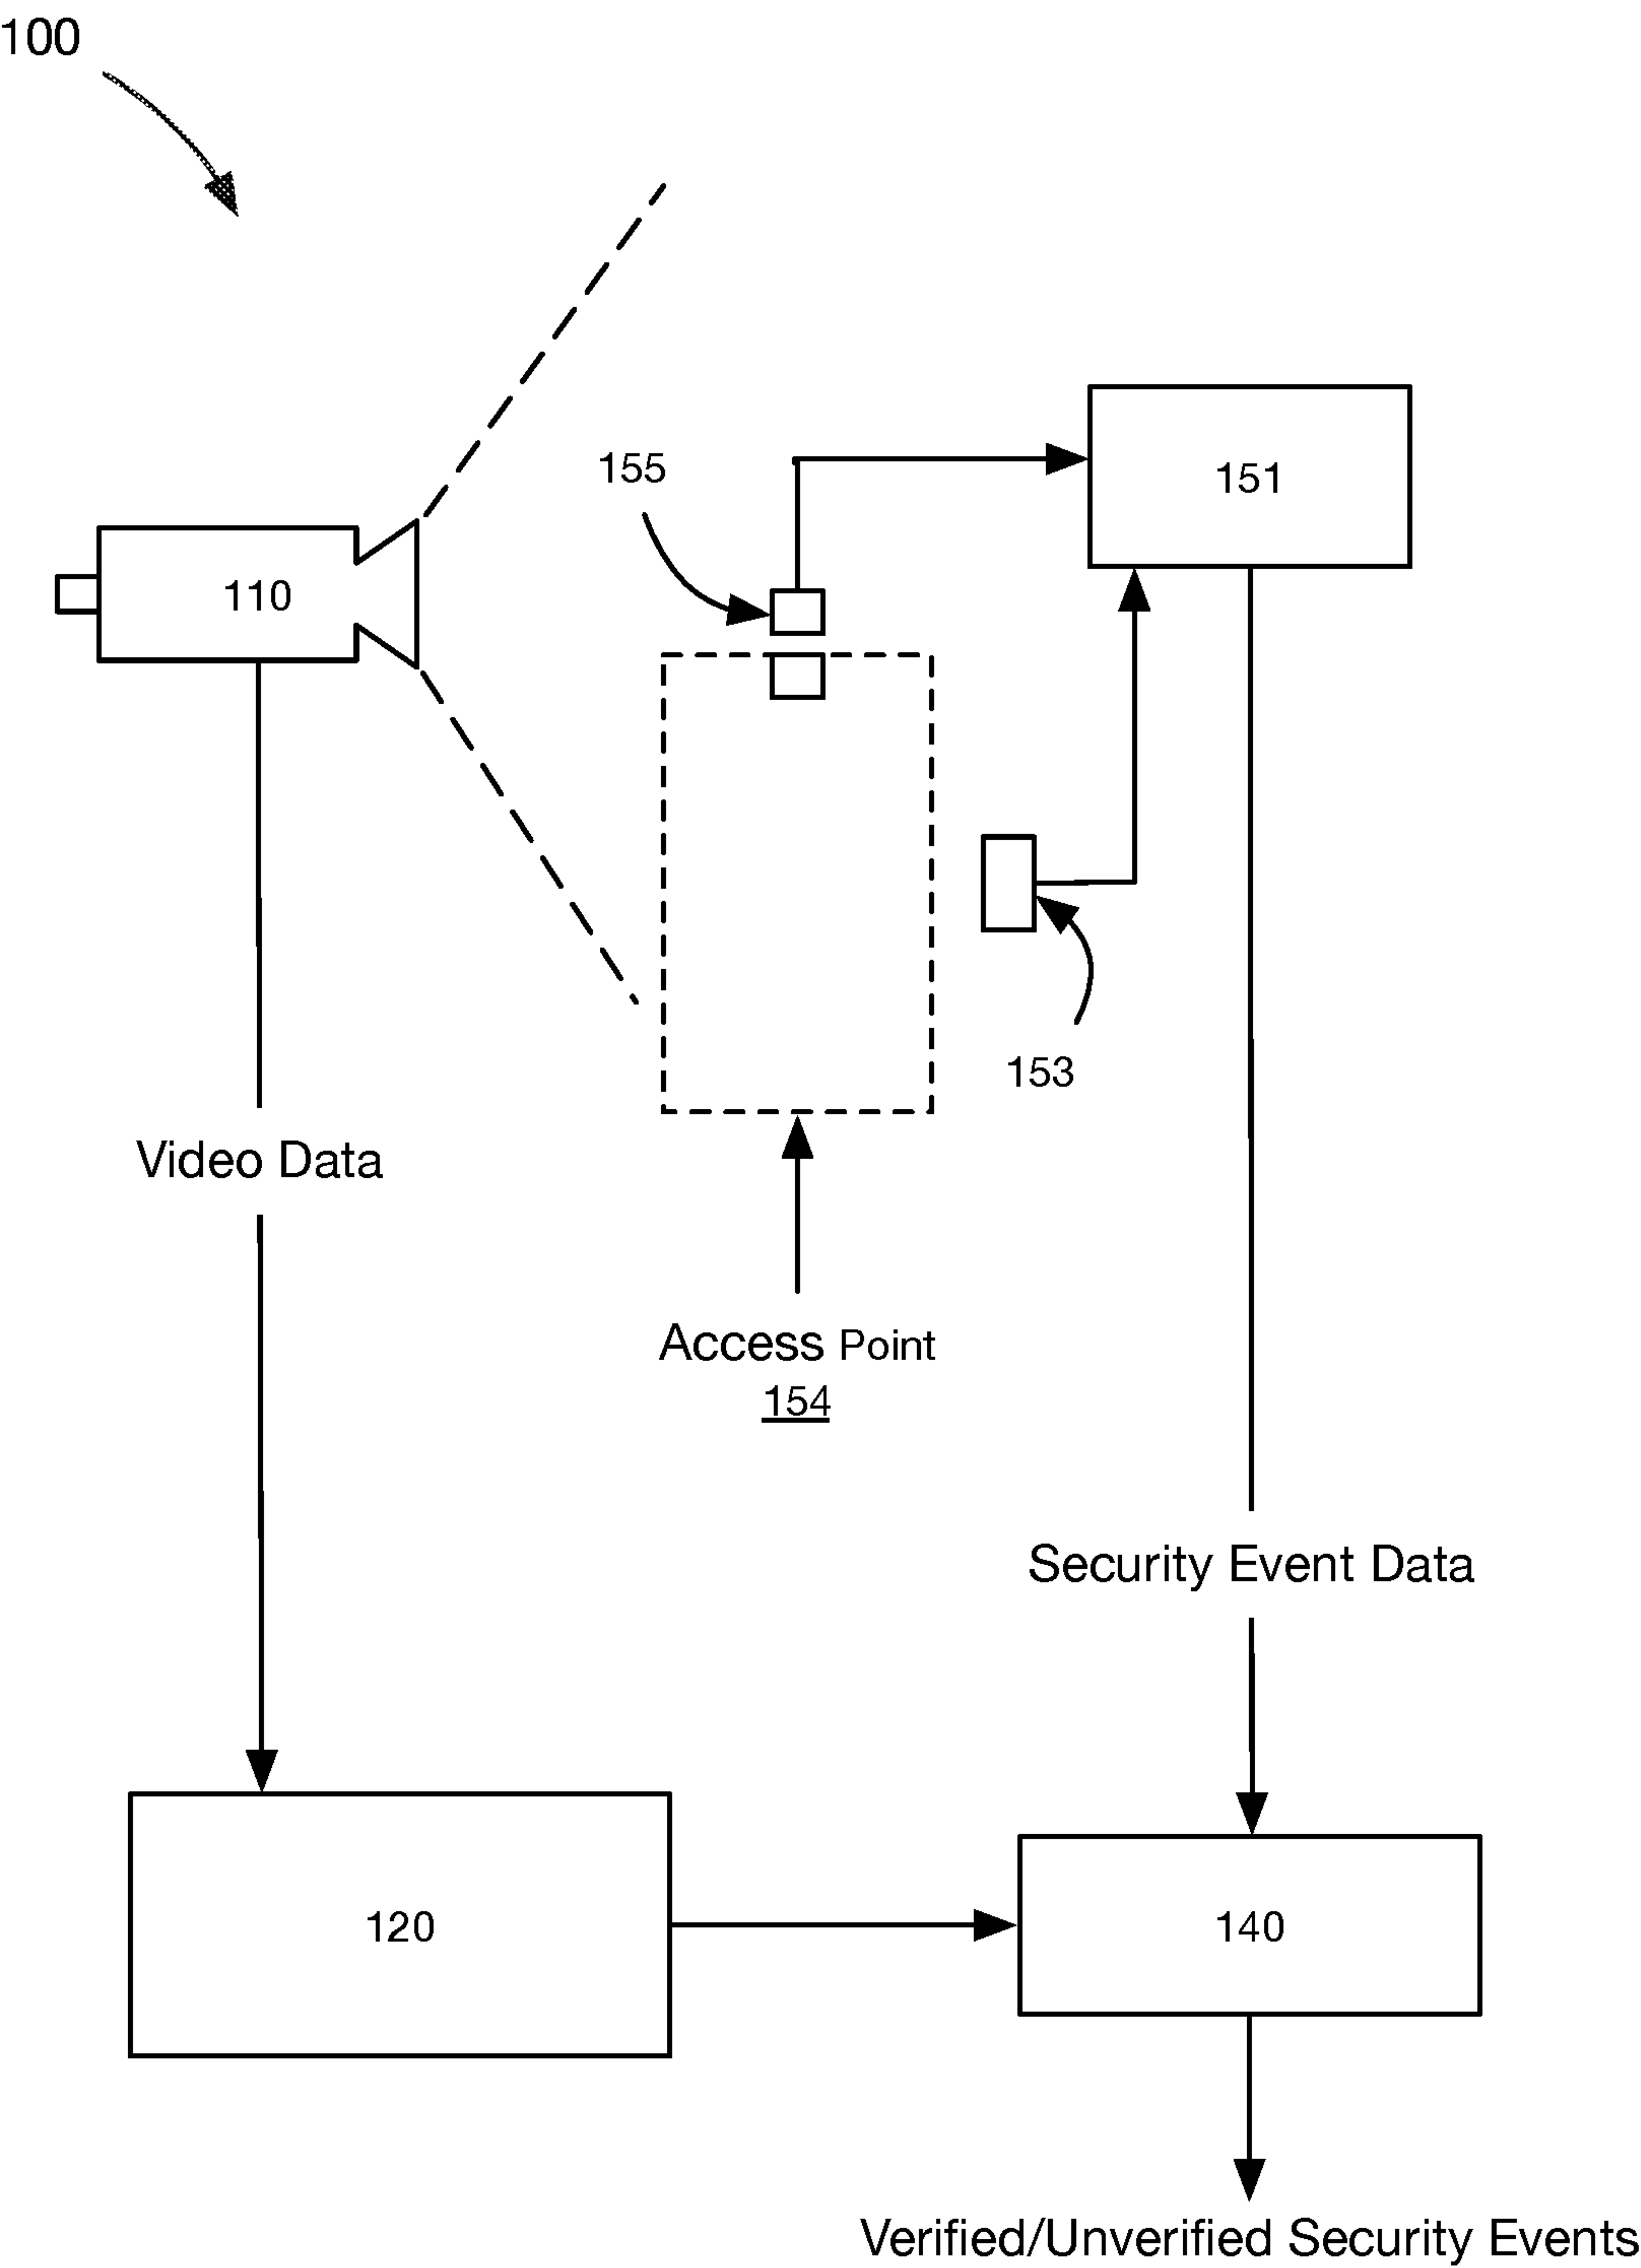 100
155
151
110
153
Video Data
Access Point
154
Security Event Data
120
140
Verified/Unverified Security Events